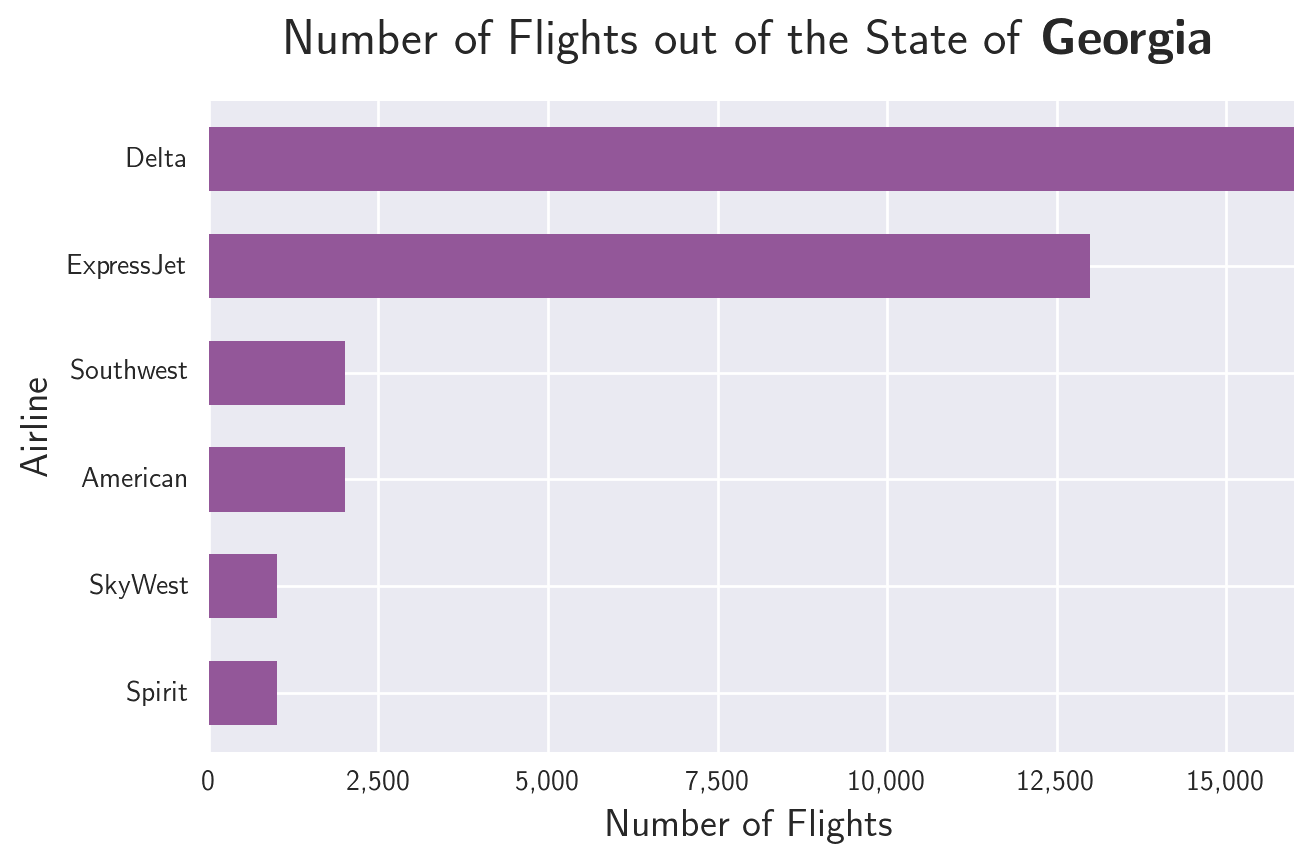 Number of Flights out of the State of Georgia
Delta
ExpressJet
Southwest
American
SkyWest
Spirit
Airline
0 2,500 5,000 7,500 10,000 12,500 15,000
Number of Flights